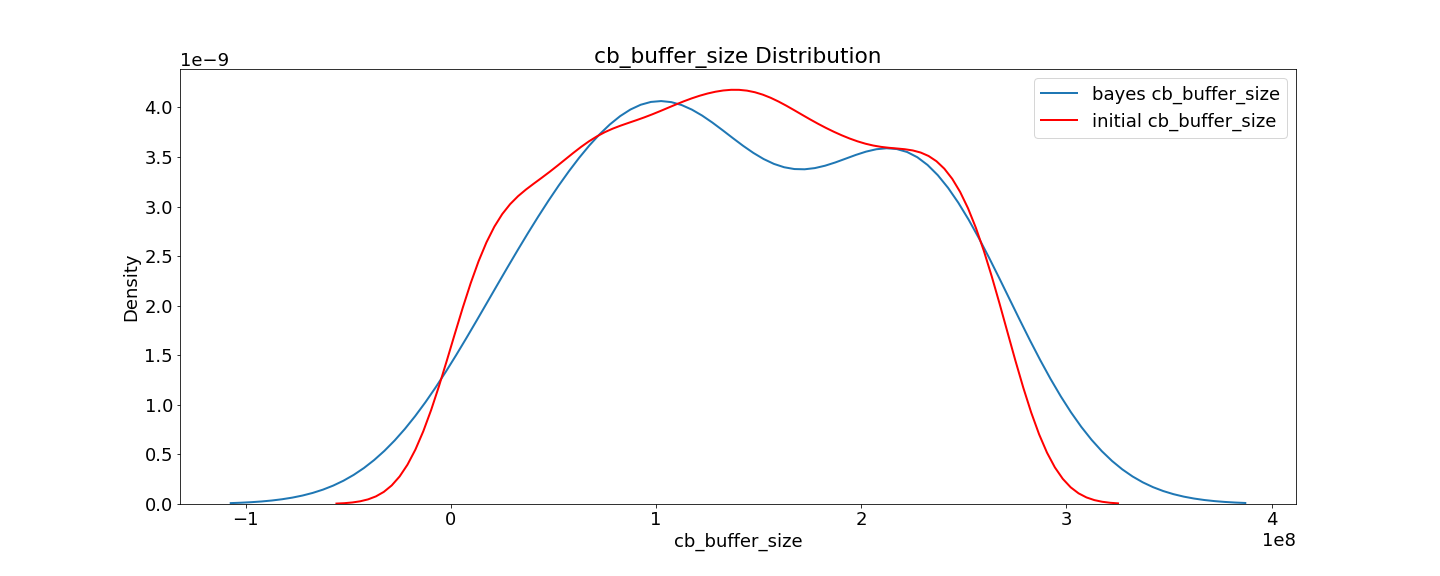 cb_buffer_size Distribution
1e−9
bayes cb_buffer_size
initial cb_buffer_size
4.0
3.5
3.0
2.5
2.0
1.5
1.0
0.5
0.0
Density
−1
0
1
2
3
4
1e8
cb_buffer_size